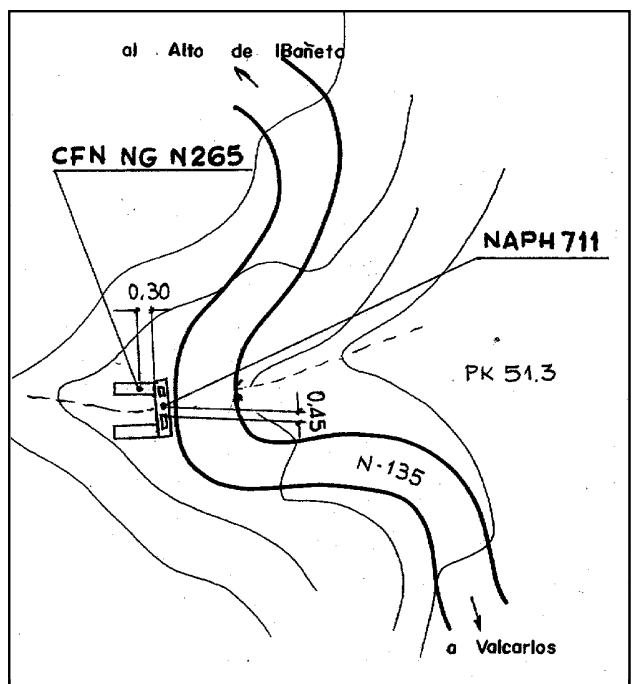 al Alto de IBañeta
CFN NG N265
NAPH 711
0,30
PK 51.3
0,45
N-135
a Valcarlos